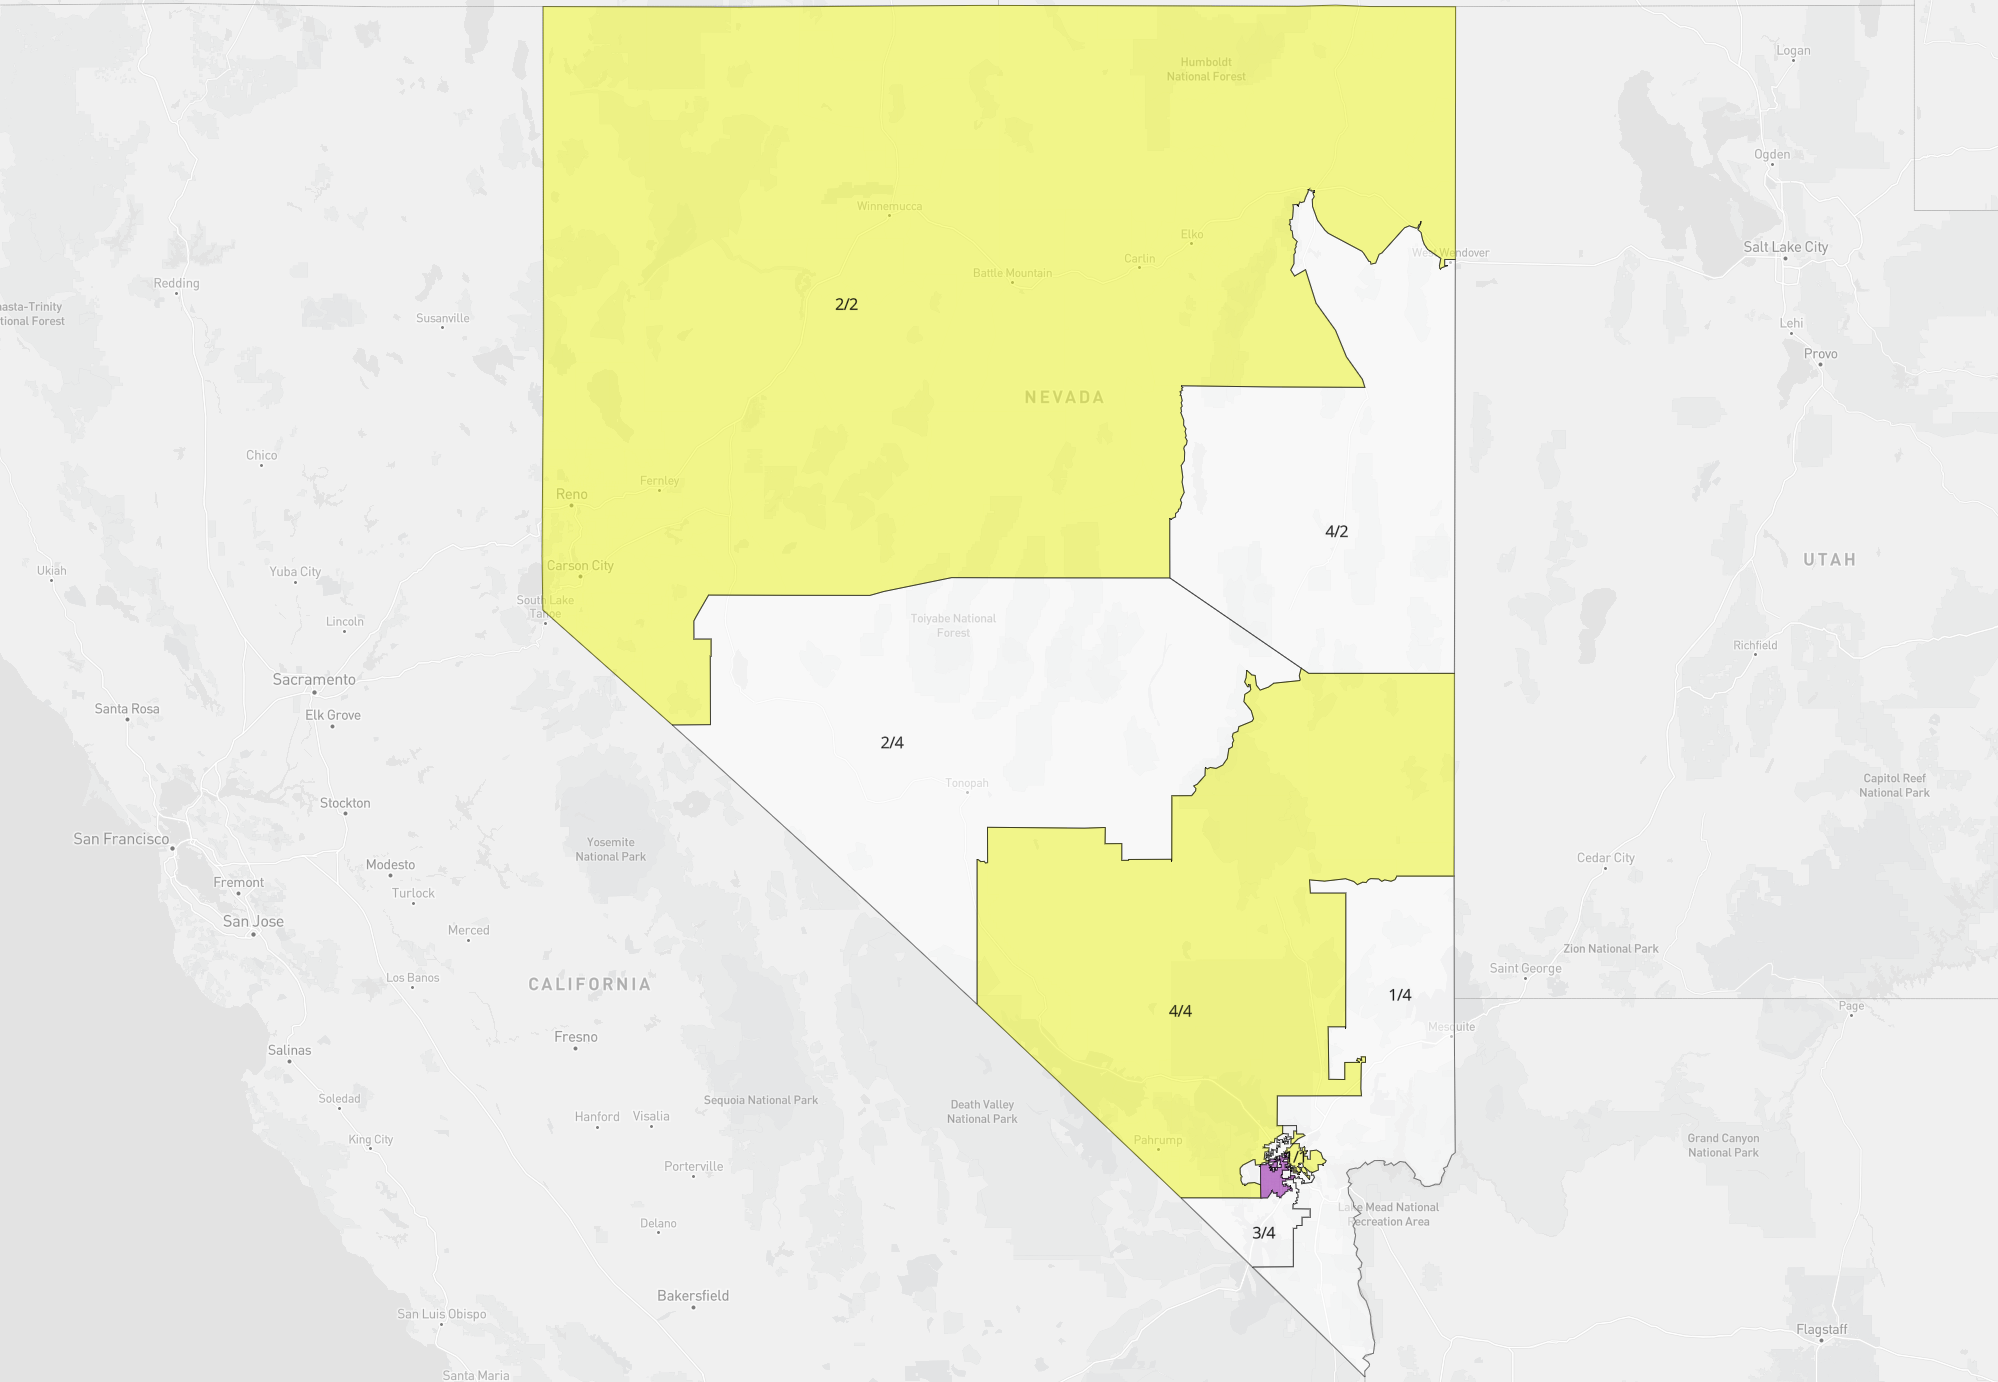 Humboldt
National Forest
Logan
Ogden
Winnemucca
Elko
Salt Lake City
West Wendover
Carlin
Battle Mountain
Redding
2/2
asta-Trinity
tional Forest
Susanville
Lehi
Provo
NEVADA
Chico
Fernley
Reno
4/2
UTAH
Carson City
Ukiah
Yuba City
South Lake
Tahoe
Lincoln
Toiyabe National
Forest
Richfield
Sacramento
Santa Rosa
Elk Grove
2/4
Tonopah
Capitol Reef
National Park
Stockton
San Francisco
Yosemite
National Park
Modesto
Cedar City
Fremont
Turlock
San Jose
Merced
Zion National Park
Saint George
Los Banos
CALIFORNIA
1/4
4/4
Page
Mesquite
Fresno
Salinas
Soledad
Sequoia National Park
Death Valley
National Park
Hanford
Visalia
King City
Pahrump
Grand Canyon
National Park
1/
Porterville
Lake Mead National
Recreation Area
Delano
3/4
Bakersfield
San Luis Obispo
Flagstaff
Santa Maria